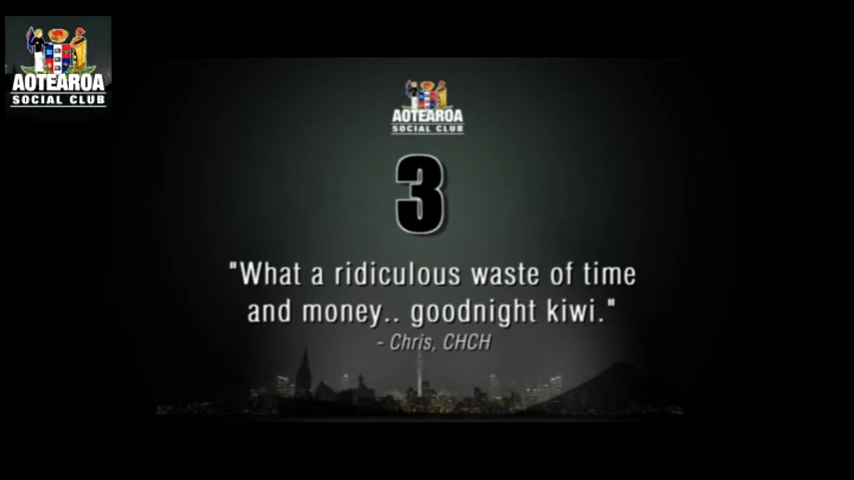 AOTEAROA
SOCIAL CLUB
AOTEAROA
SOCIAL CLUB
3
"What a ridiculous waste of time
and money.. goodnight kiwi."
- Chris, CHCH